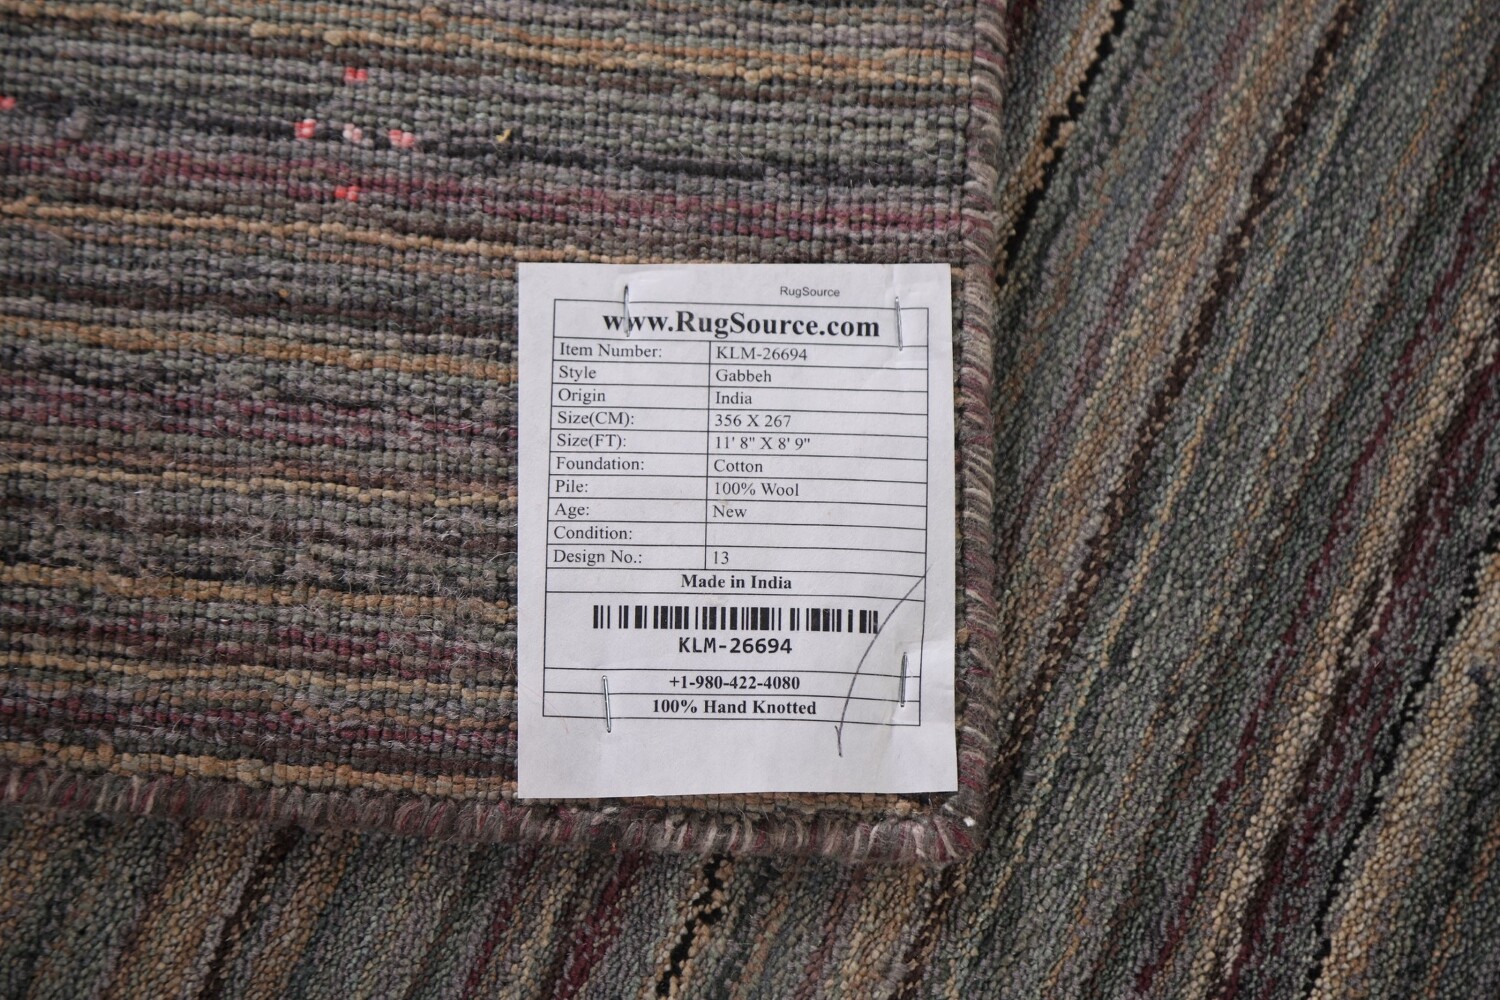 RugSource
www.RugSource.com
Item Number: KLM-26694
Style Gabbeh
Origin India
Size(CM): 356 X 267
Size(FT): 11' 8" X 8' 9"
Foundation: Cotton
Pile: 100% Wool
Age: New
Condition:
Design No.: 13
Made in India
KLM-26694
+1-980-422-4080
100% Hand Knotted